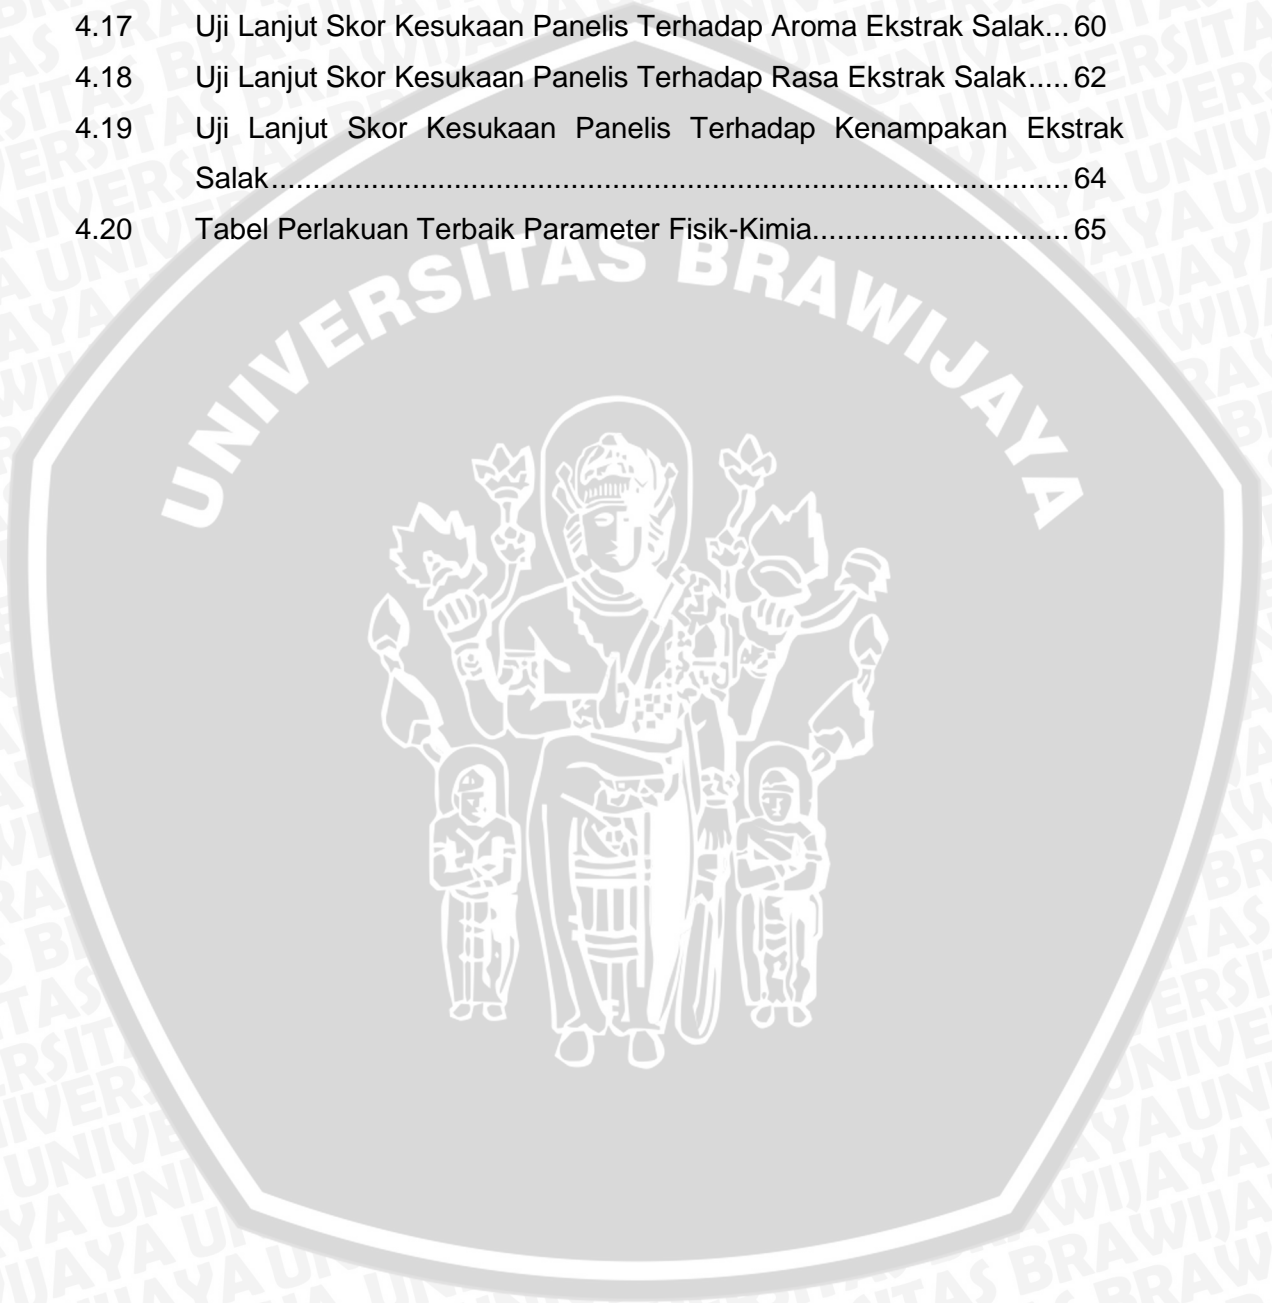 4.17 Uji Lanjut Skor Kesukaan Panelis Terhadap Aroma Ekstrak Salak... 60
4.18 Uji Lanjut Skor Kesukaan Panelis Terhadap Rasa Ekstrak Salak..... 62
4.19 Uji Lanjut Skor Kesukaan Panelis Terhadap Kenampakan Ekstrak
Salak................................................................................................ 64
4.20 Tabel Perlakuan Terbaik Parameter Fisik-Kimia............................... 65
UNIVERSITAS BRAWIJAYA